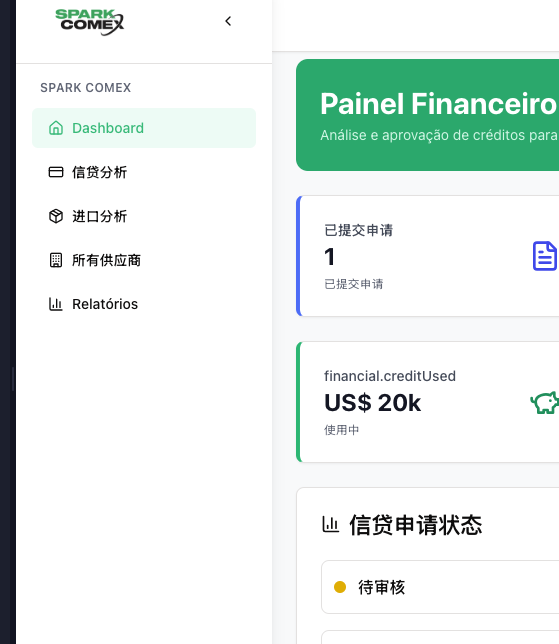 SPARK
COMEX
SPARK COMEX
Dashboard
信贷分析
进口分析
所有供应商
Relatórios
Painel Financeiro
Análise e aprovação de créditos para
已提交申请
1
已提交申请
financial.creditUsed
US$ 20k
使用中
信贷申请状态
待审核